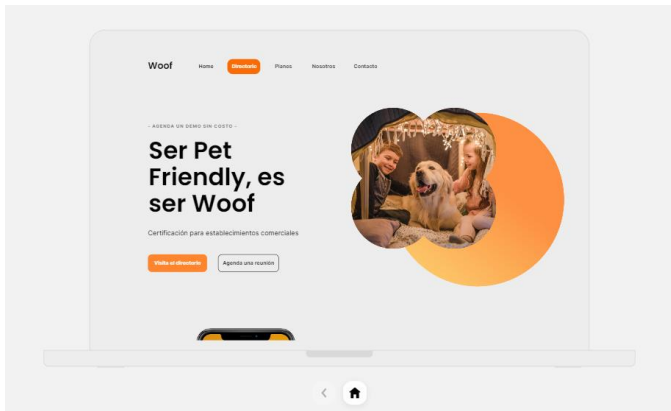 Woof
Home Directorio Planes Nosotros Contacto
- AGENDA UN DEMO SIN COSTO -
Ser Pet
Friendly, es
ser Woof
Certificación para establecimientos comerciales
Visita el directorio Agenda una reunión